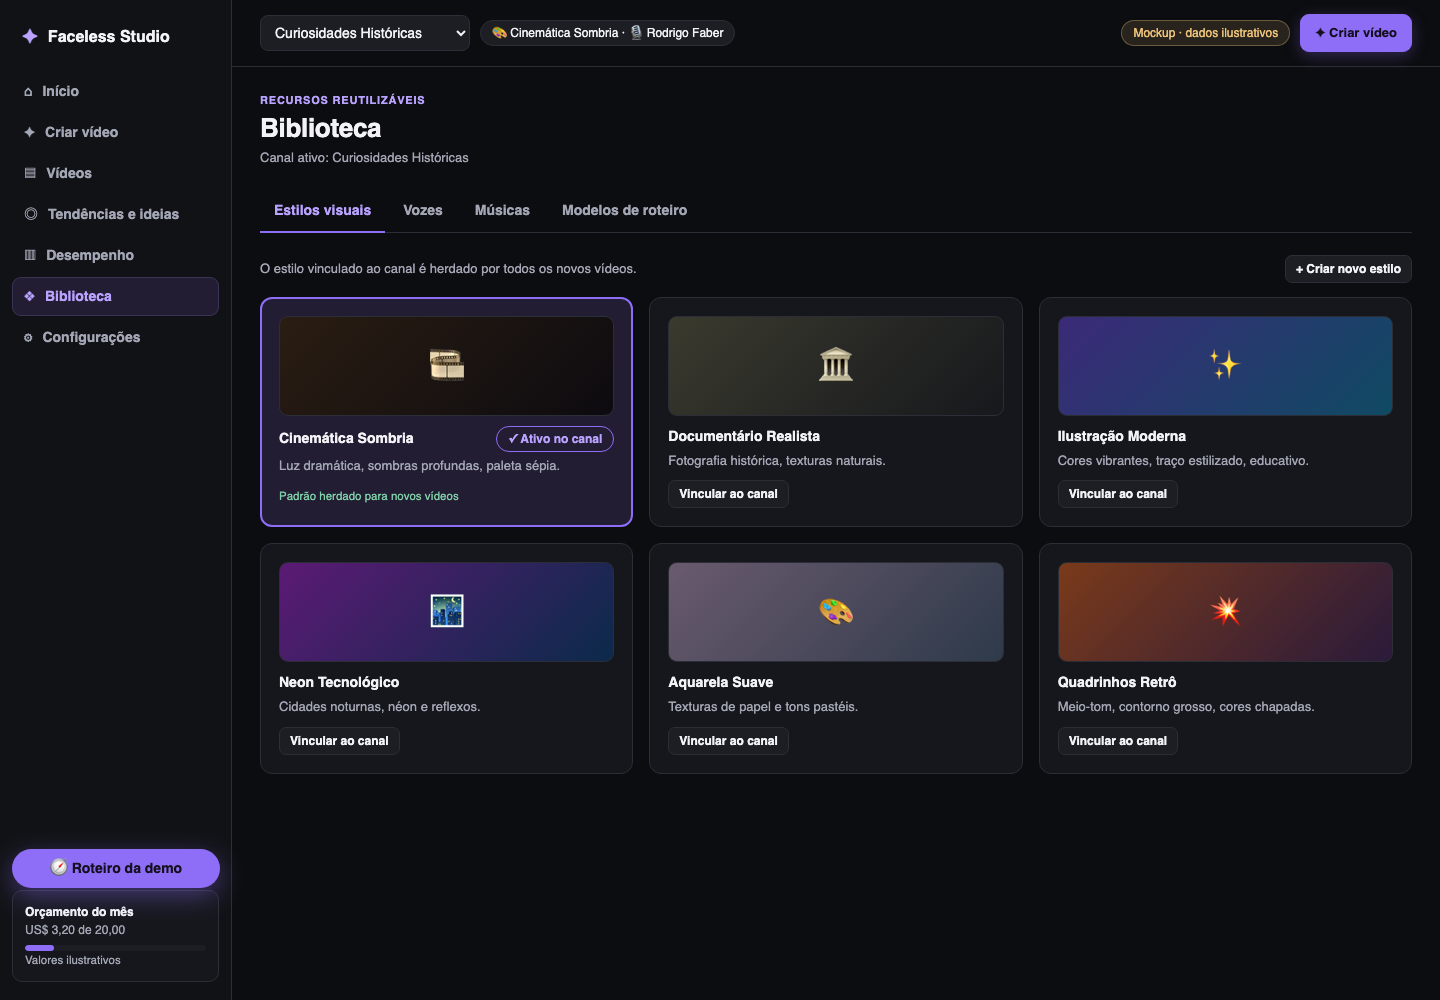 Faceless Studio
Início
Criar vídeo
Vídeos
Tendências e ideias
Desempenho
Biblioteca
Configurações
Roteiro da demo
Orçamento do mês
US$ 3,20 de 20,00
Valores ilustrativos
Curiosidades Históricas
Cinemática Sombria · Rodrigo Faber
Mockup · dados ilustrativos
Criar vídeo
RECURSOS REUTILIZÁVEIS
Biblioteca
Canal ativo: Curiosidades Históricas
Estilos visuais
Vozes
Músicas
Modelos de roteiro
O estilo vinculado ao canal é herdado por todos os novos vídeos.
+ Criar novo estilo
Cinemática Sombria
✓ Ativo no canal
Luz dramática, sombras profundas, paleta sépia.
Padrão herdado para novos vídeos
Documentário Realista
Fotografia histórica, texturas naturais.
Vincular ao canal
Ilustração Moderna
Cores vibrantes, traço estilizado, educativo.
Vincular ao canal
Neon Tecnológico
Cidades noturnas, néon e reflexos.
Vincular ao canal
Aquarela Suave
Texturas de papel e tons pastéis.
Vincular ao canal
Quadrinhos Retrô
Meio-tom, contorno grosso, cores chapadas.
Vincular ao canal